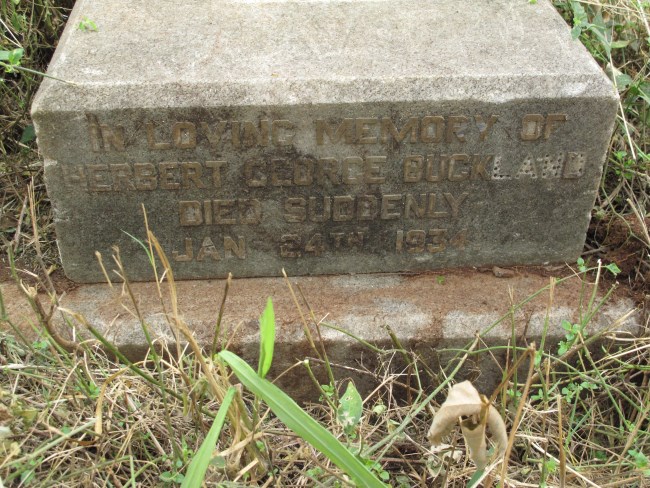 IN LOVING MEMORY OF
HERBERT GEORGE BUCKLAND
DIED SUDDENLY
JAN 24TH 1934